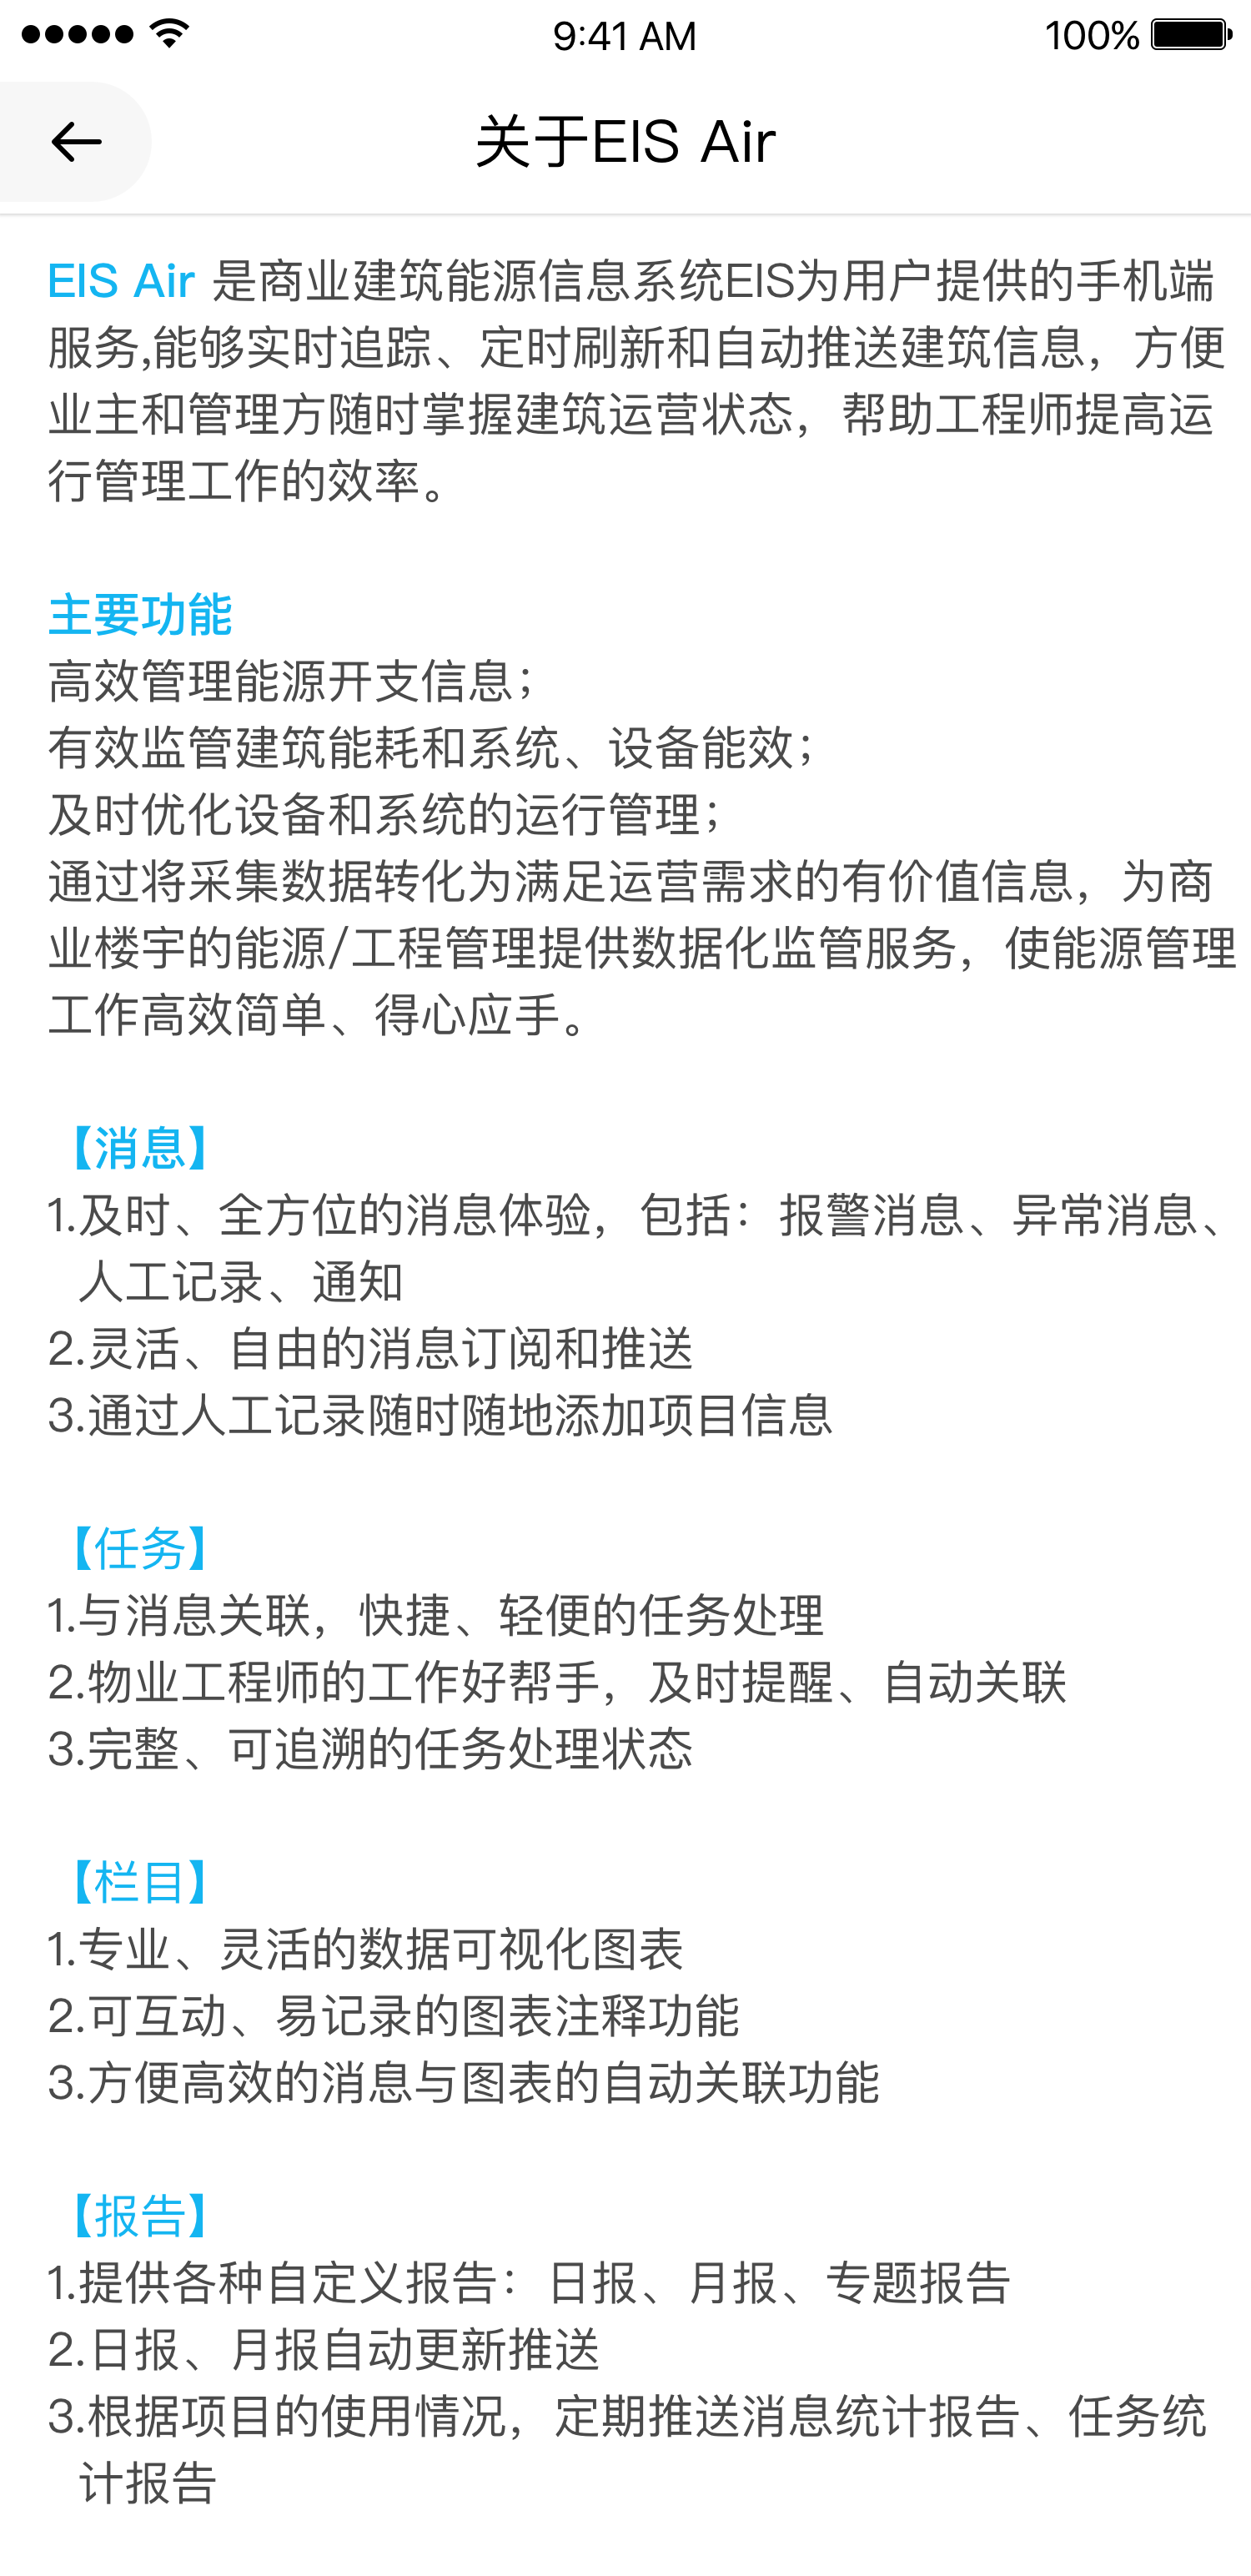 9:41 AM
100%
关于EIS Air
EIS Air 是商业建筑能源信息系统EIS为用户提供的手机端
服务,能够实时追踪、定时刷新和自动推送建筑信息，方便
业主和管理方随时掌握建筑运营状态，帮助工程师提高运
行管理工作的效率。
主要功能
高效管理能源开支信息；
有效监管建筑能耗和系统、设备能效；
及时优化设备和系统的运行管理；
通过将采集数据转化为满足运营需求的有价值信息，为商
业楼宇的能源/工程管理提供数据化监管服务，使能源管理
工作高效简单、得心应手。
【消息】
1.及时、全方位的消息体验，包括：报警消息、异常消息、
人工记录、通知
2.灵活、自由的消息订阅和推送
3.通过人工记录随时随地添加项目信息
【任务】
1.与消息关联，快捷、轻便的任务处理
2.物业工程师的工作好帮手，及时提醒、自动关联
3.完整、可追溯的任务处理状态
【栏目】
1.专业、灵活的数据可视化图表
2.可互动、易记录的图表注释功能
3.方便高效的消息与图表的自动关联功能
【报告】
1.提供各种自定义报告：日报、月报、专题报告
2.日报、月报自动更新推送
3.根据项目的使用情况，定期推送消息统计报告、任务统
计报告